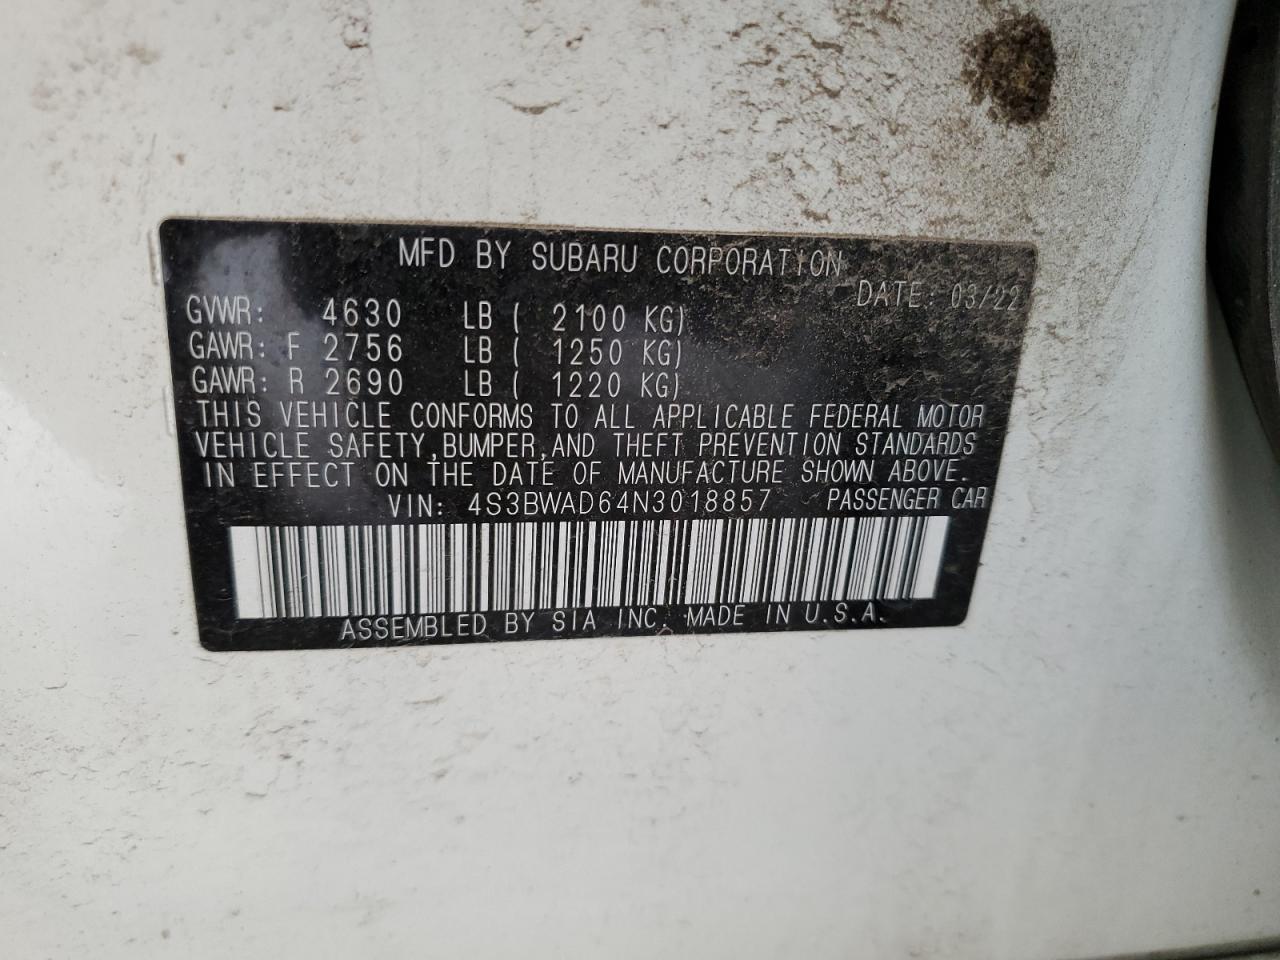 MFD BY SUBARU CORPORATION
DATE: 03/22
GVWR: 4630 LB ( 2100 KG)
GAWR: F 2756 LB ( 1250 KG)
GAWR: R 2690 LB ( 1220 KG)
THIS VEHICLE CONFORMS TO ALL APPLICABLE FEDERAL MOTOR
VEHICLE SAFETY,BUMPER,AND THEFT PREVENTION STANDARDS
IN EFFECT ON THE DATE OF MANUFACTURE SHOWN ABOVE.
VIN: 4S3BWAD64N3018857 PASSENGER CAR
ASSEMBLED BY SIA INC. MADE IN U.S.A.